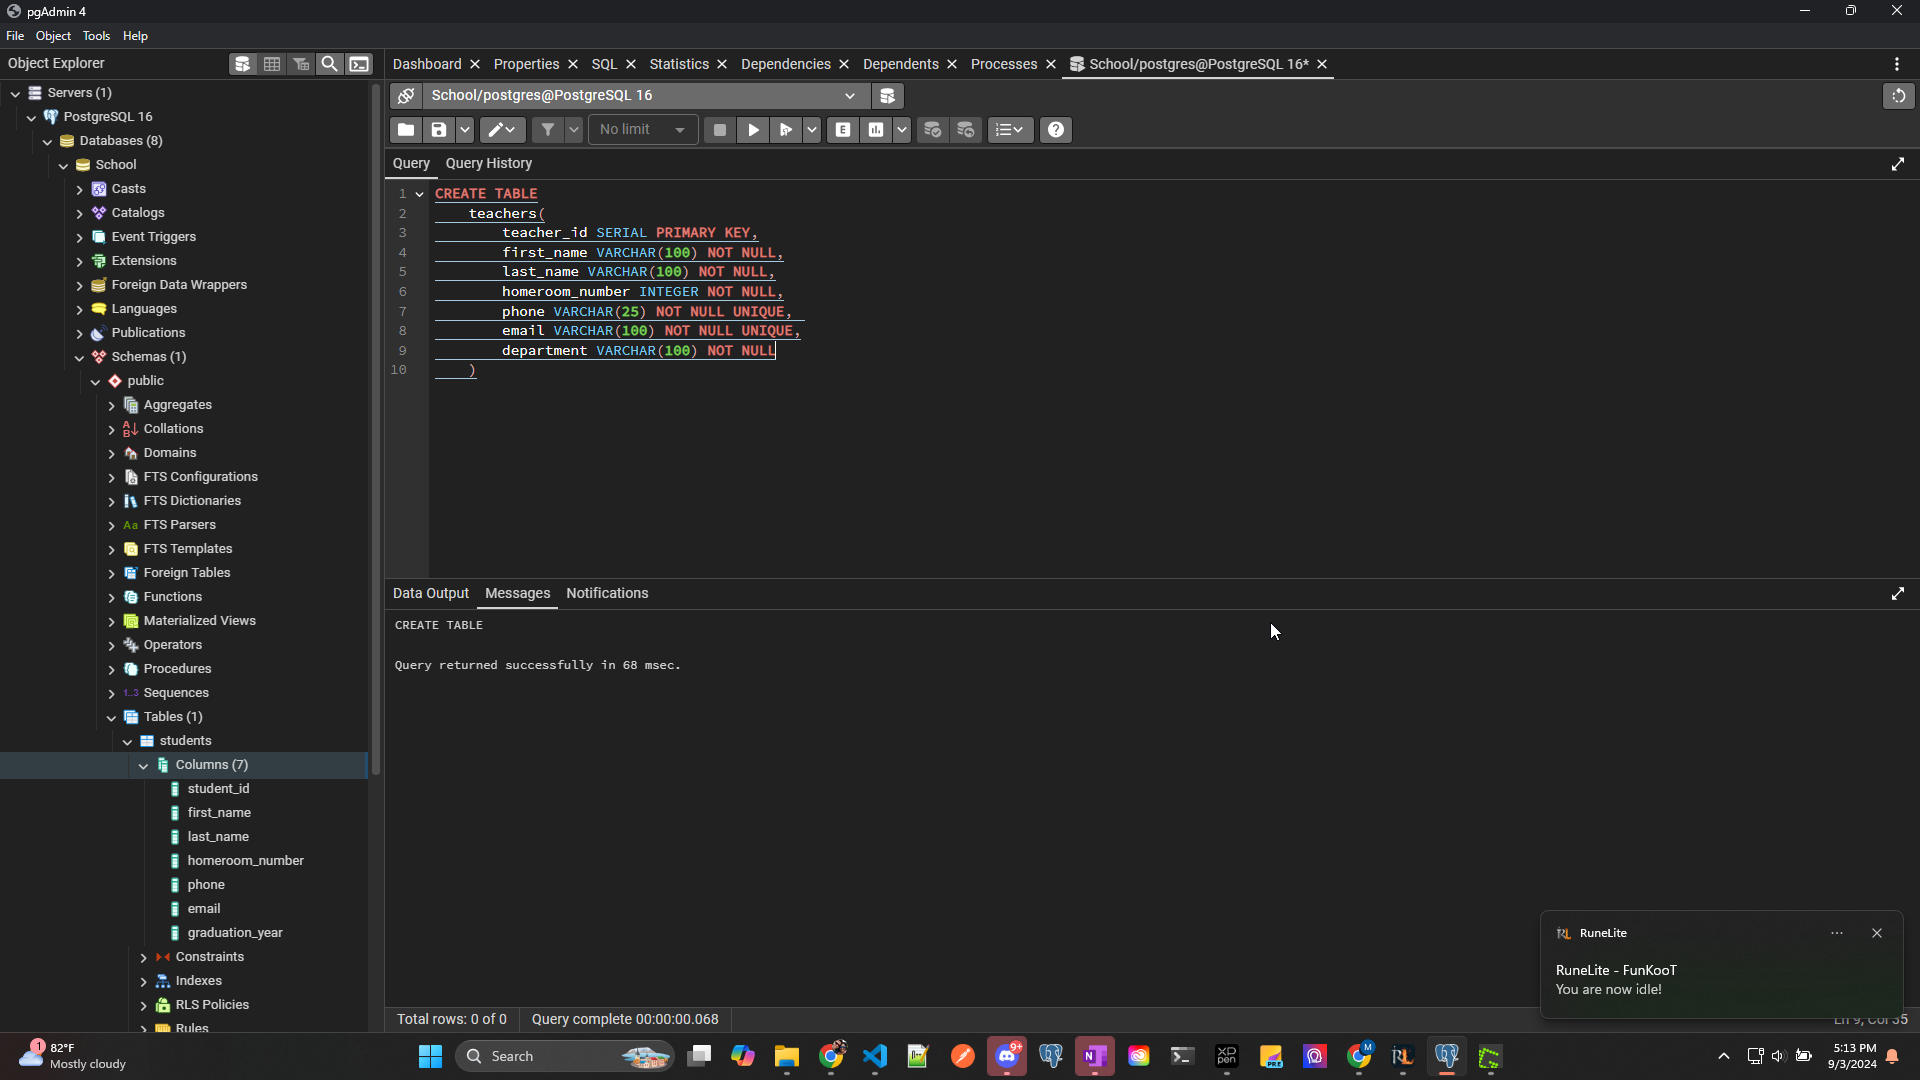 pgAdmin 4
File Object Tools Help
Object Explorer
Dashboard Properties SQL Statistics Dependencies Dependents Processes School/postgres@PostgreSQL 16*
Servers (1)
PostgreSQL 16
Databases (8)
School
Casts
Catalogs
Event Triggers
Extensions
Foreign Data Wrappers
Languages
Publications
Schemas (1)
public
Aggregates
Collations
Domains
FTS Configurations
FTS Dictionaries
Aa FTS Parsers
FTS Templates
Foreign Tables
Functions
Materialized Views
Operators
Procedures
1..3 Sequences
Tables (1)
students
Columns (7)
student_id
first_name
last_name
homeroom_number
phone
email
graduation_year
Constraints
Indexes
RLS Policies
Rules
School/postgres@PostgreSQL 16
No limit
E
Query Query History
1 CREATE TABLE
2 teachers(
3 teacher_id SERIAL PRIMARY KEY,
4 first_name VARCHAR(100) NOT NULL,
5 last_name VARCHAR(100) NOT NULL,
6 homeroom_number INTEGER NOT NULL,
7 phone VARCHAR(25) NOT NULL UNIQUE,
8 email VARCHAR(100) NOT NULL UNIQUE,
9 department VARCHAR(100) NOT NULL
10 )
Data Output Messages Notifications
CREATE TABLE
Query returned successfully in 68 msec.
RuneLite
RuneLite - FunKooT
You are now idle!
Total rows: 0 of 0 Query complete 00:00:00.068 Ln 9, Col 35
1 82°F
Mostly cloudy
Search
9+
5:13 PM
9/3/2024